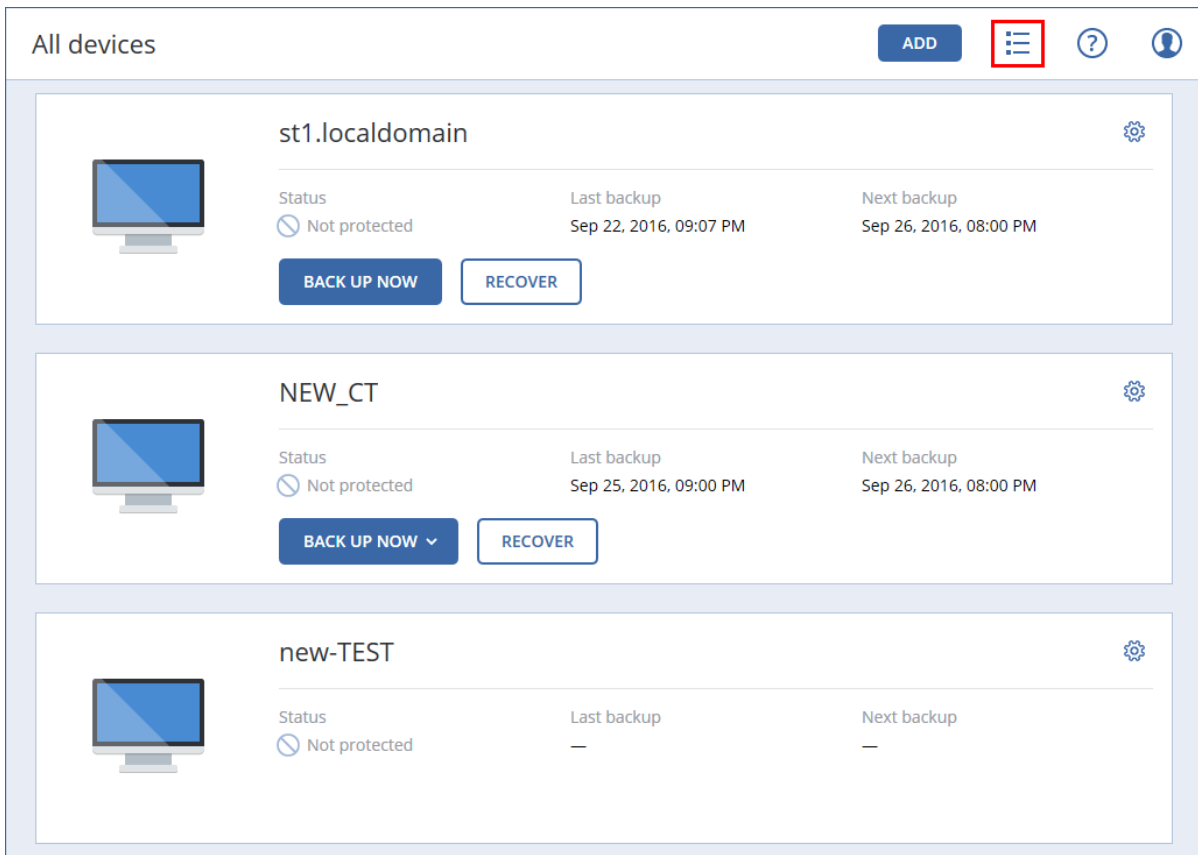 All devices
ADD
?
st1.localdomain
Status Last backup Next backup
Not protected Sep 22, 2016, 09:07 PM Sep 26, 2016, 08:00 PM
BACK UP NOW RECOVER
NEW_CT
Status Last backup Next backup
Not protected Sep 25, 2016, 09:00 PM Sep 26, 2016, 08:00 PM
BACK UP NOW RECOVER
new-TEST
Status Last backup Next backup
Not protected — —